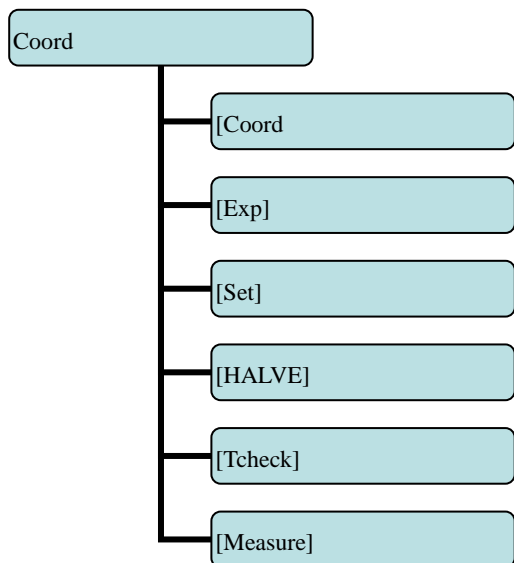 Coord
[Coord
[Exp]
[Set]
[HALVE]
[Tcheck]
[Measure]